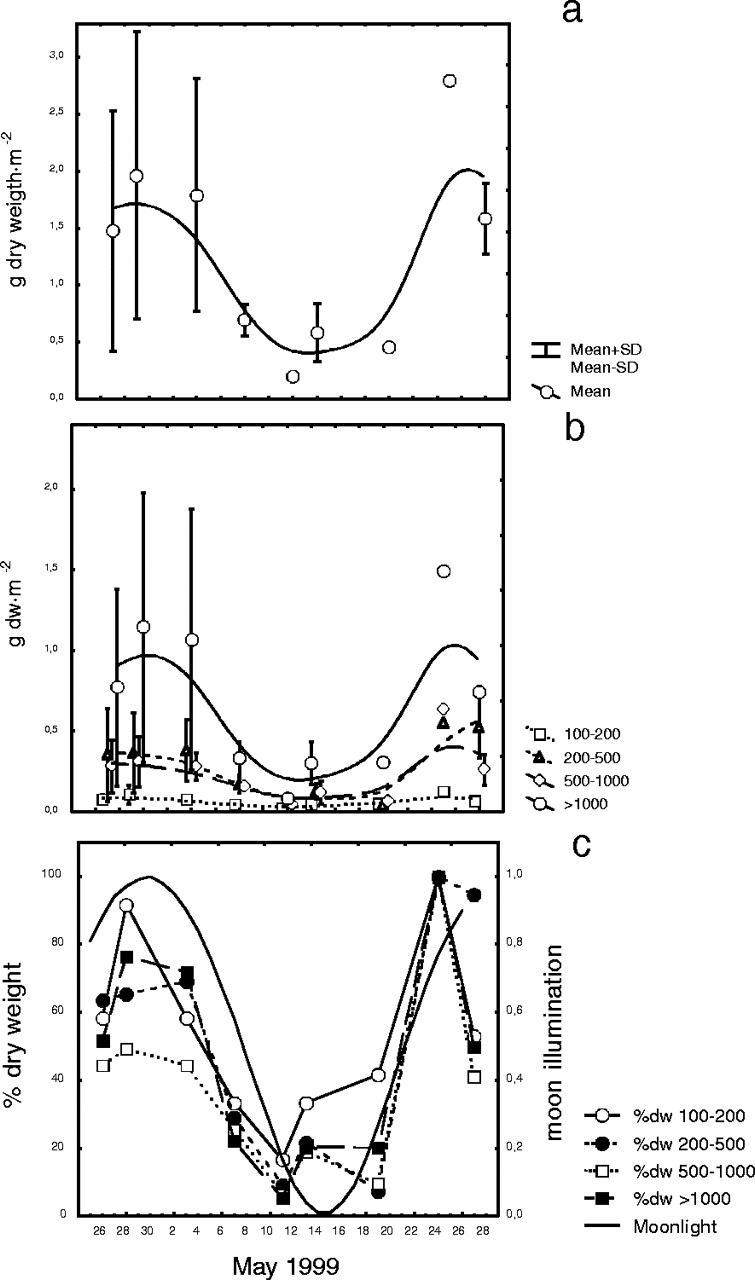 a
3,0
2,5
2,0
1,5
1,0
0,5
0,0
g dry weigth·m-2
Mean+SD
Mean-SD
Mean
b
2,0
1,5
1,0
0,5
0,0
g dw·m-2
100-200
200-500
500-1000
>1000
c
100
80
60
40
20
0
% dry weight
1,0
0,8
0,6
0,4
0,2
0,0
moon illumination
%dw 100-200
%dw 200-500
%dw 500-1000
%dw >1000
Moonlight
26 28 30 2 4 6 8 10 12 14 16 18 20 22 24 26 28
May 1999